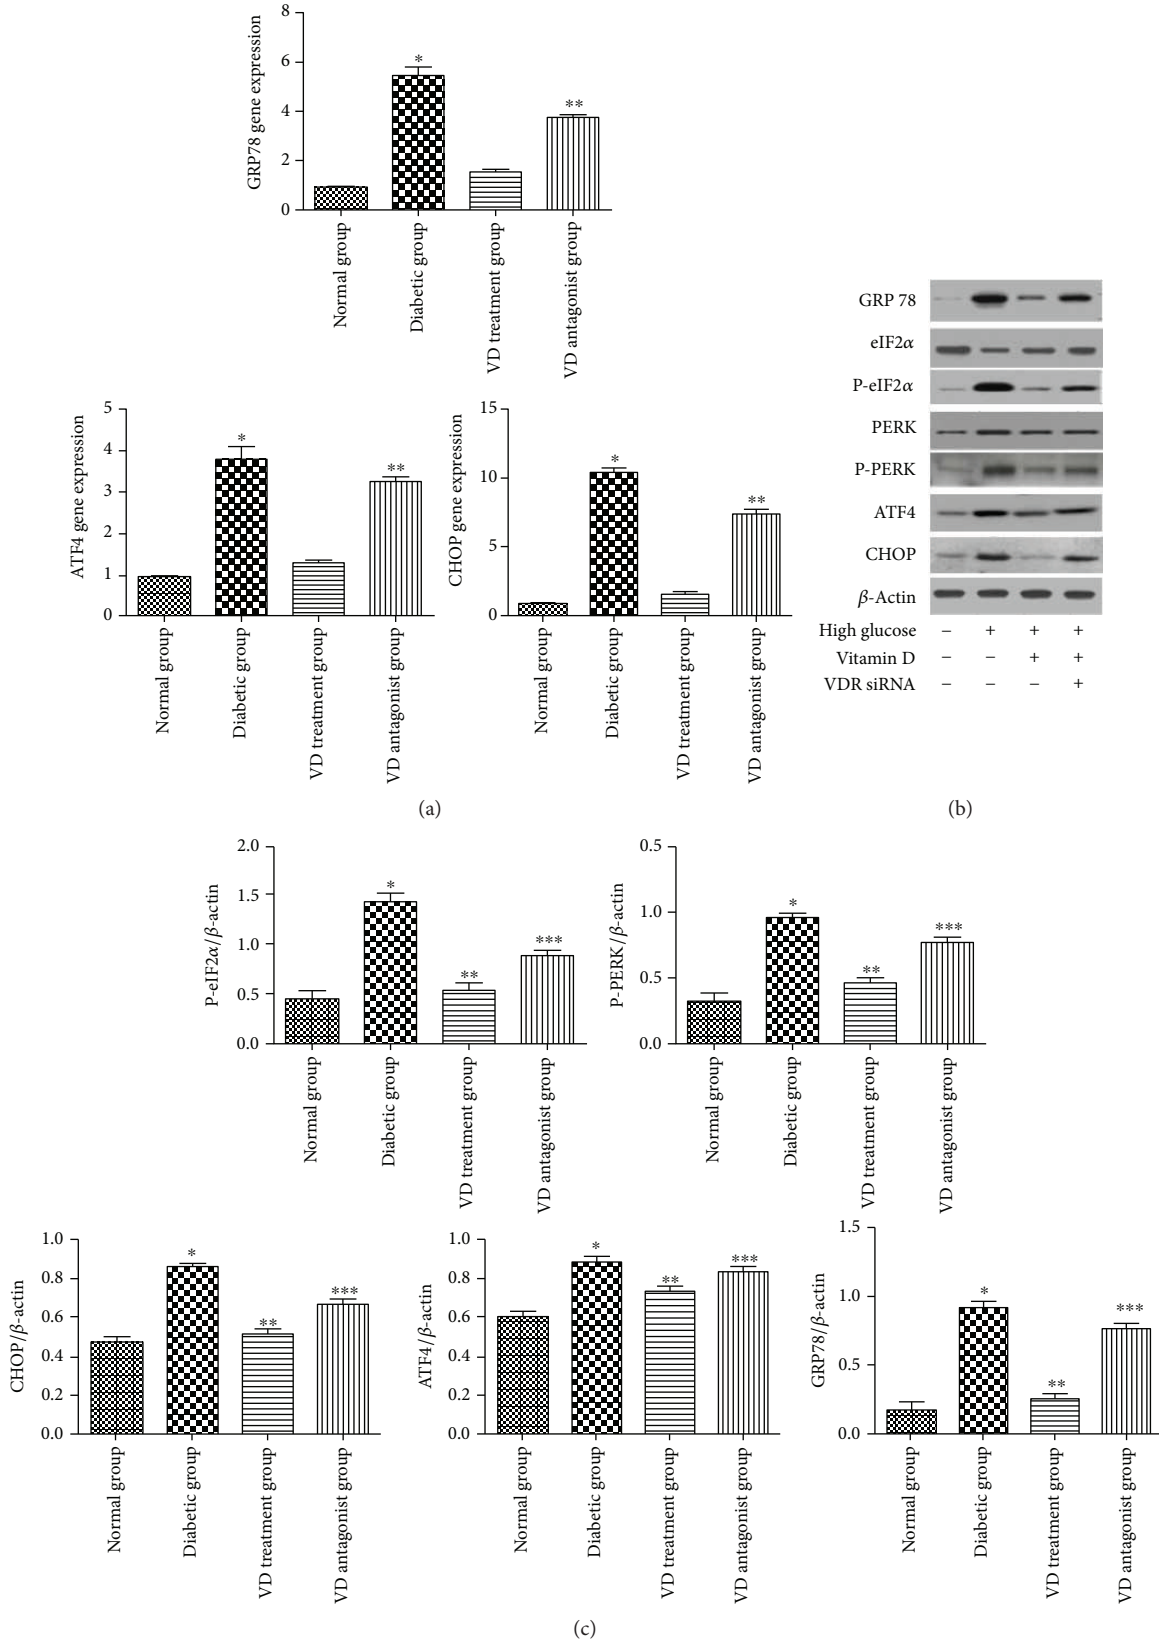 8
6
4
2
0
GRP78 gene expression
*
**
Normal group
Diabetic group
VD treatment group
VD antagonist group
5
4
3
2
1
0
ATF4 gene expression
*
**
Normal group
Diabetic group
VD treatment group
VD antagonist group
15
10
5
0
CHOP gene expression
*
**
Normal group
Diabetic group
VD treatment group
VD antagonist group
(a)
GRP 78
eIF2α
P-eIF2α
PERK
P-PERK
ATF4
CHOP
β-Actin
High glucose − + + +
Vitamin D − − + +
VDR siRNA − − − +
(b)
2.0
1.5
1.0
0.5
0.0
P-eIF2α/β-actin
*
**
***
Normal group
Diabetic group
VD treatment group
VD antagonist group
0.5
1.0
0.5
0.0
P-PERK/β-actin
*
**
***
Normal group
Diabetic group
VD treatment group
VD antagonist group
1.0
0.8
0.6
0.4
0.2
0.0
CHOP/β-actin
*
**
***
Normal group
Diabetic group
VD treatment group
VD antagonist group
1.0
0.8
0.6
0.4
0.2
0.0
ATF4/β-actin
*
**
***
Normal group
Diabetic group
VD treatment group
VD antagonist group
1.5
1.0
0.5
0.0
GRP78/β-actin
*
**
***
Normal group
Diabetic group
VD treatment group
VD antagonist group
(c)